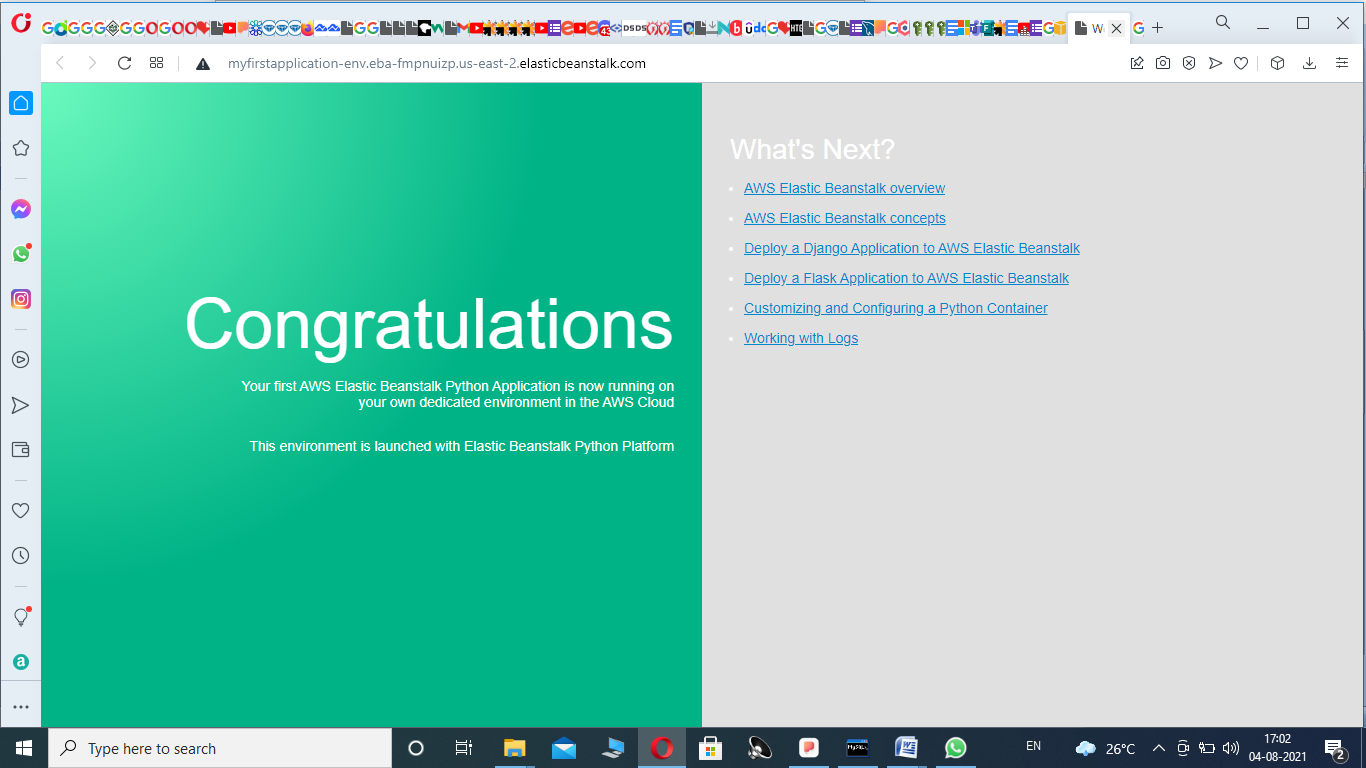 myfirstapplication-env.eba-fmpnuizp.us-east-2.elasticbeanstalk.com
Congratulations
Your first AWS Elastic Beanstalk Python Application is now running on
your own dedicated environment in the AWS Cloud
This environment is launched with Elastic Beanstalk Python Platform
What's Next?
AWS Elastic Beanstalk overview
AWS Elastic Beanstalk concepts
Deploy a Django Application to AWS Elastic Beanstalk
Deploy a Flask Application to AWS Elastic Beanstalk
Customizing and Configuring a Python Container
Working with Logs
Type here to search
EN
26°C
17:02
04-08-2021
2